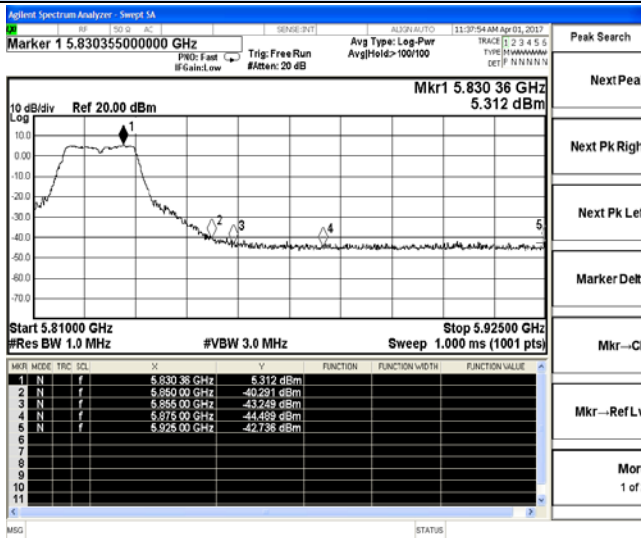 Agilent Spectrum Analyzer - Swept SA
RF 50 Ω AC SENSE:INT ALIGN AUTO 11:37:54 AM Apr 01, 2017
Marker 1 5.830355000000 GHz Avg Type: Log-Pwr TRACE 1 2 3 4 5 6 Peak Search
PNO: Fast Trig: Free Run Avg|Hold:>100/100 TYPE M
IFGain:Low #Atten: 20 dB DET P N N N N N
Next Pea
Mkr1 5.830 36 GHz
10 dB/div Ref 20.00 dBm 5.312 dBm
Log
1
10.0
Next Pk Righ
0.00
-10.0
-20.0
Next Pk Lef
-30.0
2 3 4 5
-40.0
-50.0
Marker Delt
-60.0
-70.0
Start 5.81000 GHz Stop 5.92500 GHz
#Res BW 1.0 MHz #VBW 3.0 MHz Sweep 1.000 ms (1001 pts)
Mkr→C
MKR MODE TRC SCL X Y FUNCTION FUNCTION WIDTH FUNCTION VALUE
1 N f 5.830 36 GHz 5.312 dBm
2 N f 5.850 00 GHz -40.291 dBm
3 N f 5.855 00 GHz -43.249 dBm
4 N f 5.875 00 GHz -44.489 dBm
5 N f 5.925 00 GHz -42.736 dBm
Mkr→Ref Lv
6
7
8
9
10
11
Mor
1 of
MSG STATUS